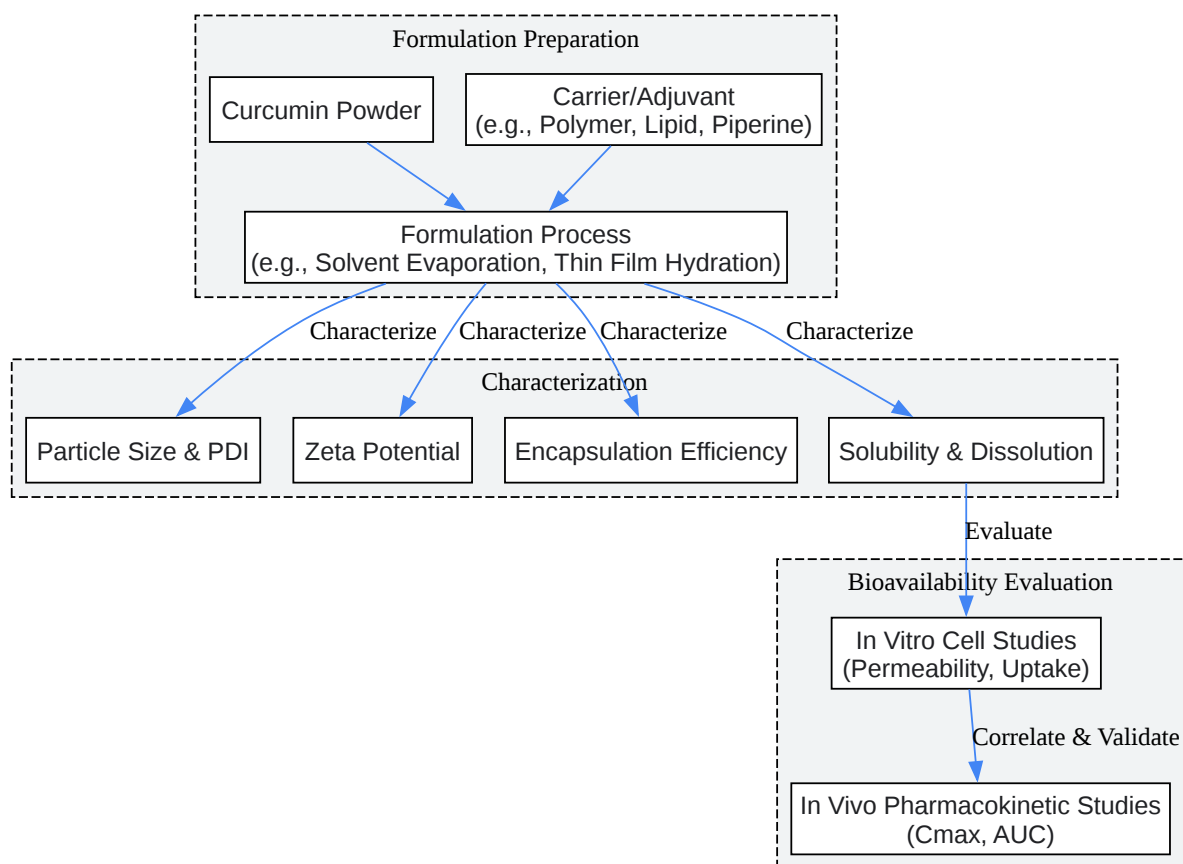 Formulation Preparation
Curcumin Powder
Carrier/Adjuvant
(e.g., Polymer, Lipid, Piperine)
Formulation Process
(e.g., Solvent Evaporation, Thin Film Hydration)
Characterize
Characterize
Characterize
Characterize
Characterization
Particle Size & PDI
Zeta Potential
Encapsulation Efficiency
Solubility & Dissolution
Evaluate
Bioavailability Evaluation
In Vitro Cell Studies
(Permeability, Uptake)
Correlate & Validate
In Vivo Pharmacokinetic Studies
(Cmax, AUC)